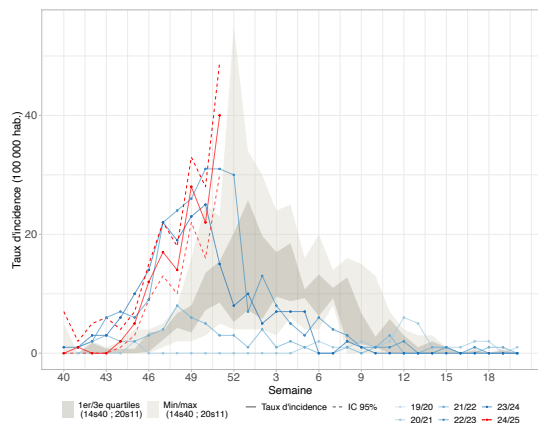 Taux d'incidence (100 000 hab.)
40
20
0
40 43 46 49 52 3 6 9 12 15 18
Semaine
1er/3e quartiles
(14s40 ; 20s11)
Min/max
(14s40 ; 20s11)
Taux d'incidence
IC 95%
19/20 21/22 23/24
20/21 22/23 24/25